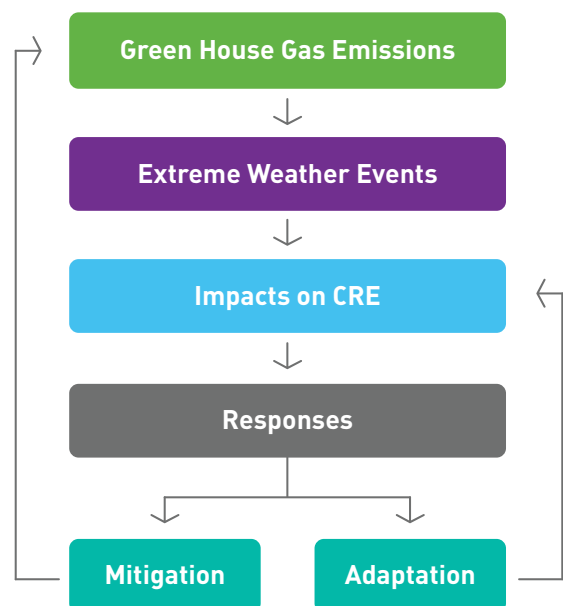 Green House Gas Emissions
Extreme Weather Events
Impacts on CRE
Responses
Mitigation
Adaptation